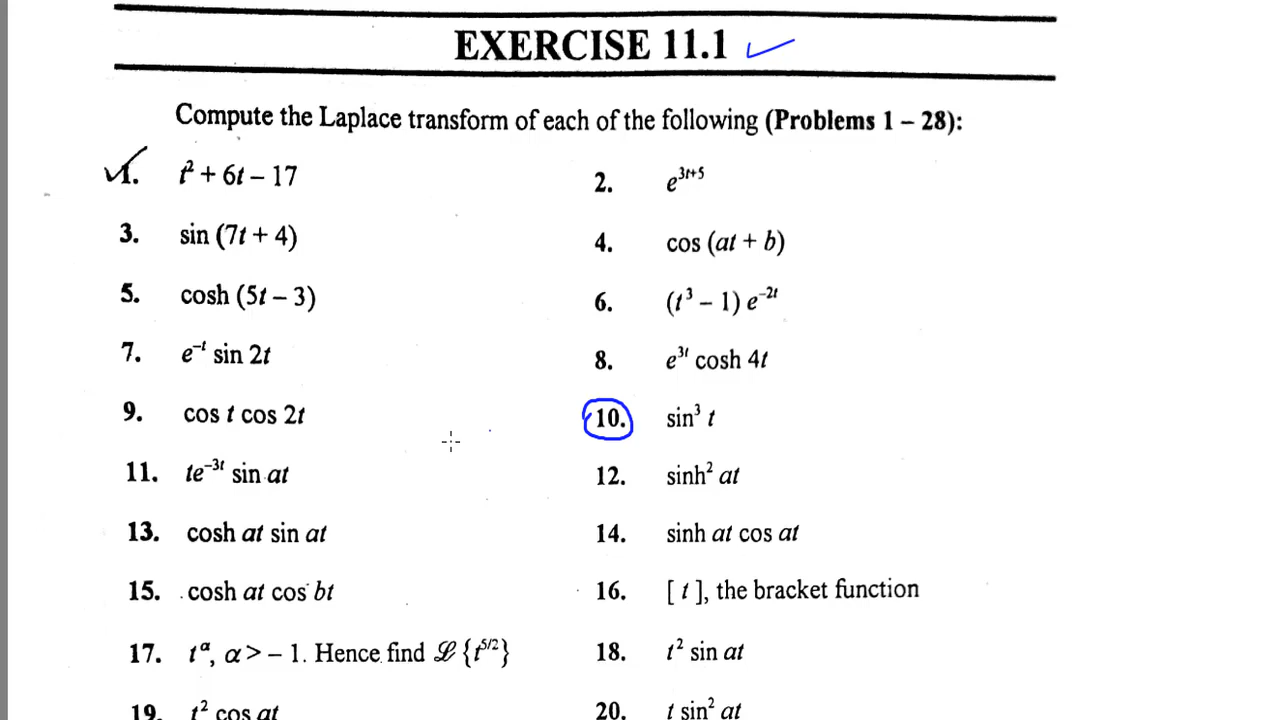 EXERCISE 11.1
Compute the Laplace transform of each of the following (Problems 1 – 28):
1. t² + 6t – 17
2. e³ᵗ⁺⁵
3. sin (7t + 4)
4. cos (at + b)
5. cosh (5t – 3)
6. (t³ – 1) e⁻²ᵗ
7. e⁻ᵗ sin 2t
8. e³ᵗ cosh 4t
9. cos t cos 2t
10. sin³ t
11. te⁻³ᵗ sin at
12. sinh² at
13. cosh at sin at
14. sinh at cos at
15. cosh at cos bt
16. [ t ], the bracket function
17. tᵅ, α > – 1. Hence find ℒ {t⁵ᐟ²}
18. t² sin at
19. t² cos at
20. t sin² at